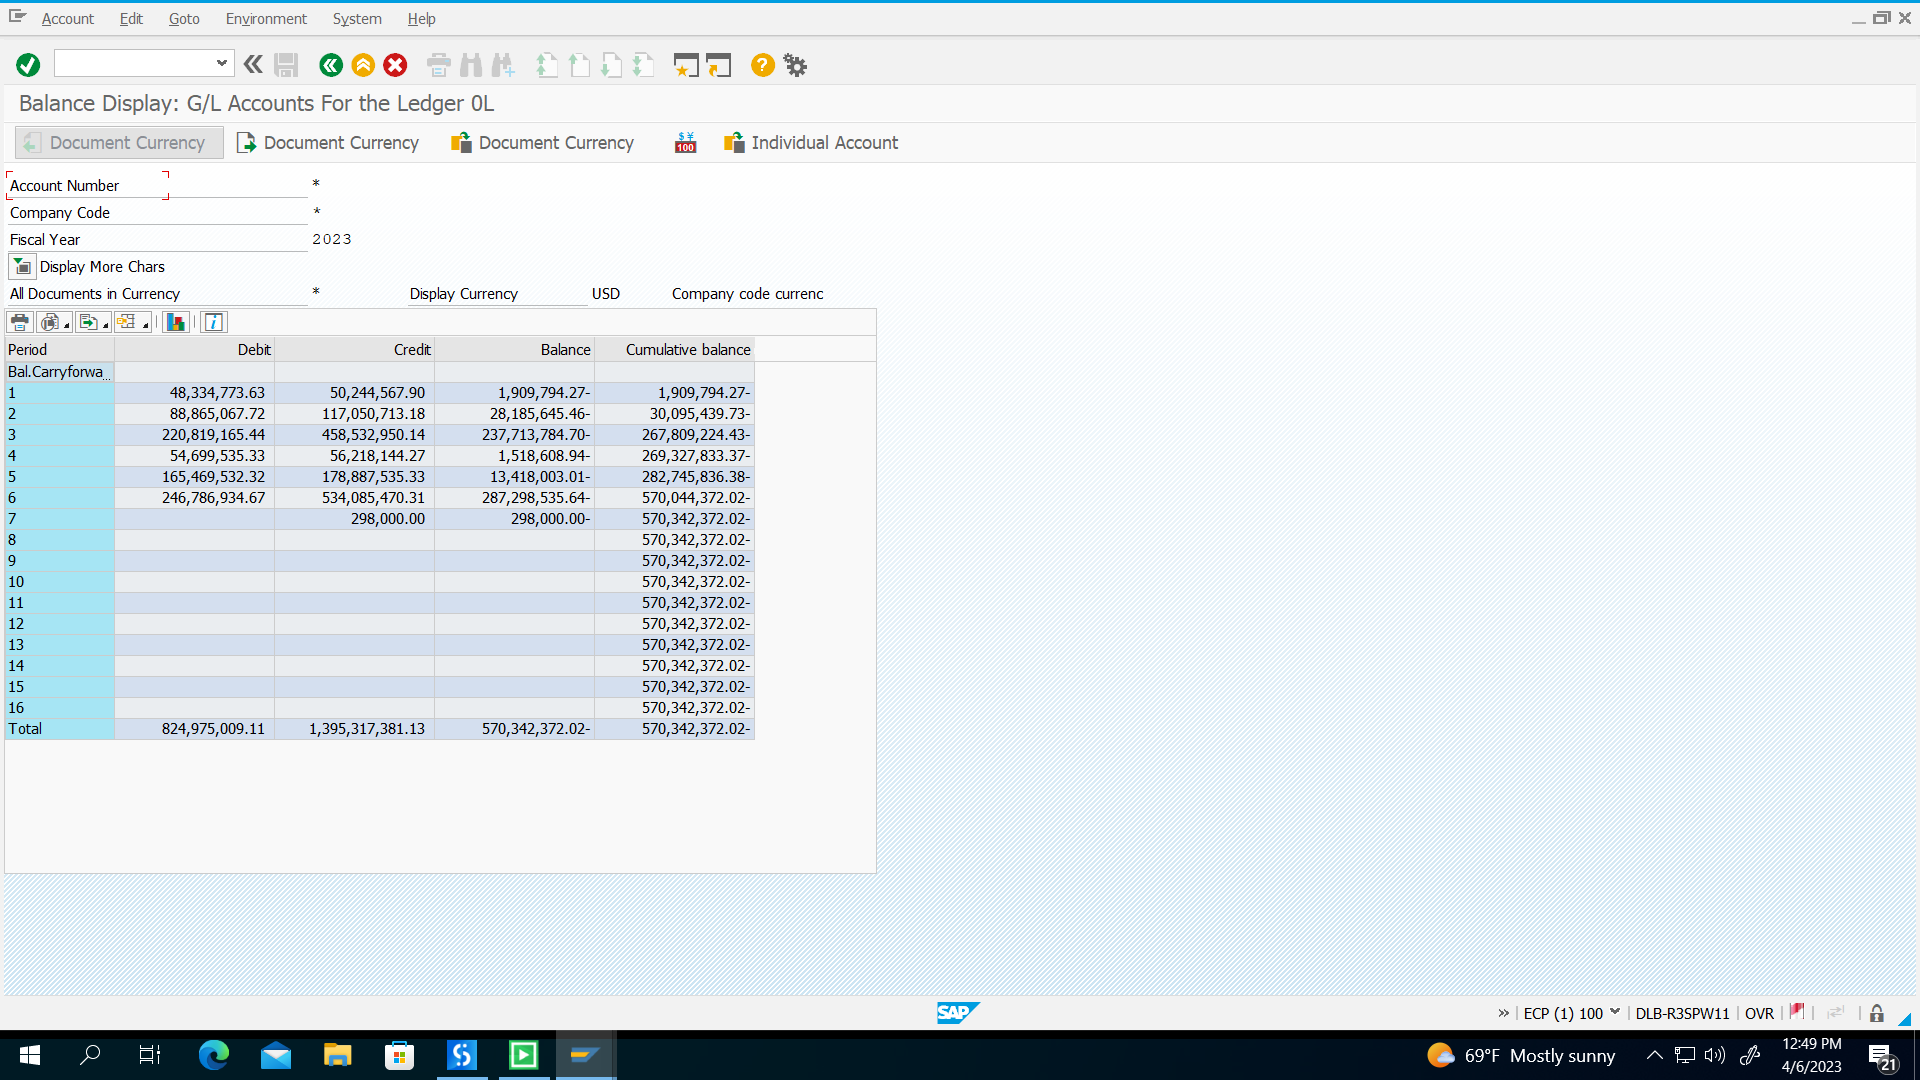 Account Edit Goto Environment System Help
Balance Display: G/L Accounts For the Ledger 0L
Document Currency Document Currency Document Currency $ ¥ 100 Individual Account
Account Number *
Company Code *
Fiscal Year 2023
Display More Chars
All Documents in Currency * Display Currency USD Company code currenc
Period Debit Credit Balance Cumulative balance
Bal.Carryforwa...
1 48,334,773.63 50,244,567.90 1,909,794.27- 1,909,794.27-
2 88,865,067.72 117,050,713.18 28,185,645.46- 30,095,439.73-
3 220,819,165.44 458,532,950.14 237,713,784.70- 267,809,224.43-
4 54,699,535.33 56,218,144.27 1,518,608.94- 269,327,833.37-
5 165,469,532.32 178,887,535.33 13,418,003.01- 282,745,836.38-
6 246,786,934.67 534,085,470.31 287,298,535.64- 570,044,372.02-
7 298,000.00 298,000.00- 570,342,372.02-
8 570,342,372.02-
9 570,342,372.02-
10 570,342,372.02-
11 570,342,372.02-
12 570,342,372.02-
13 570,342,372.02-
14 570,342,372.02-
15 570,342,372.02-
16 570,342,372.02-
Total 824,975,009.11 1,395,317,381.13 570,342,372.02- 570,342,372.02-
SAP » ECP (1) 100 DLB-R3SPW11 OVR
69°F Mostly sunny 12:49 PM
4/6/2023 21